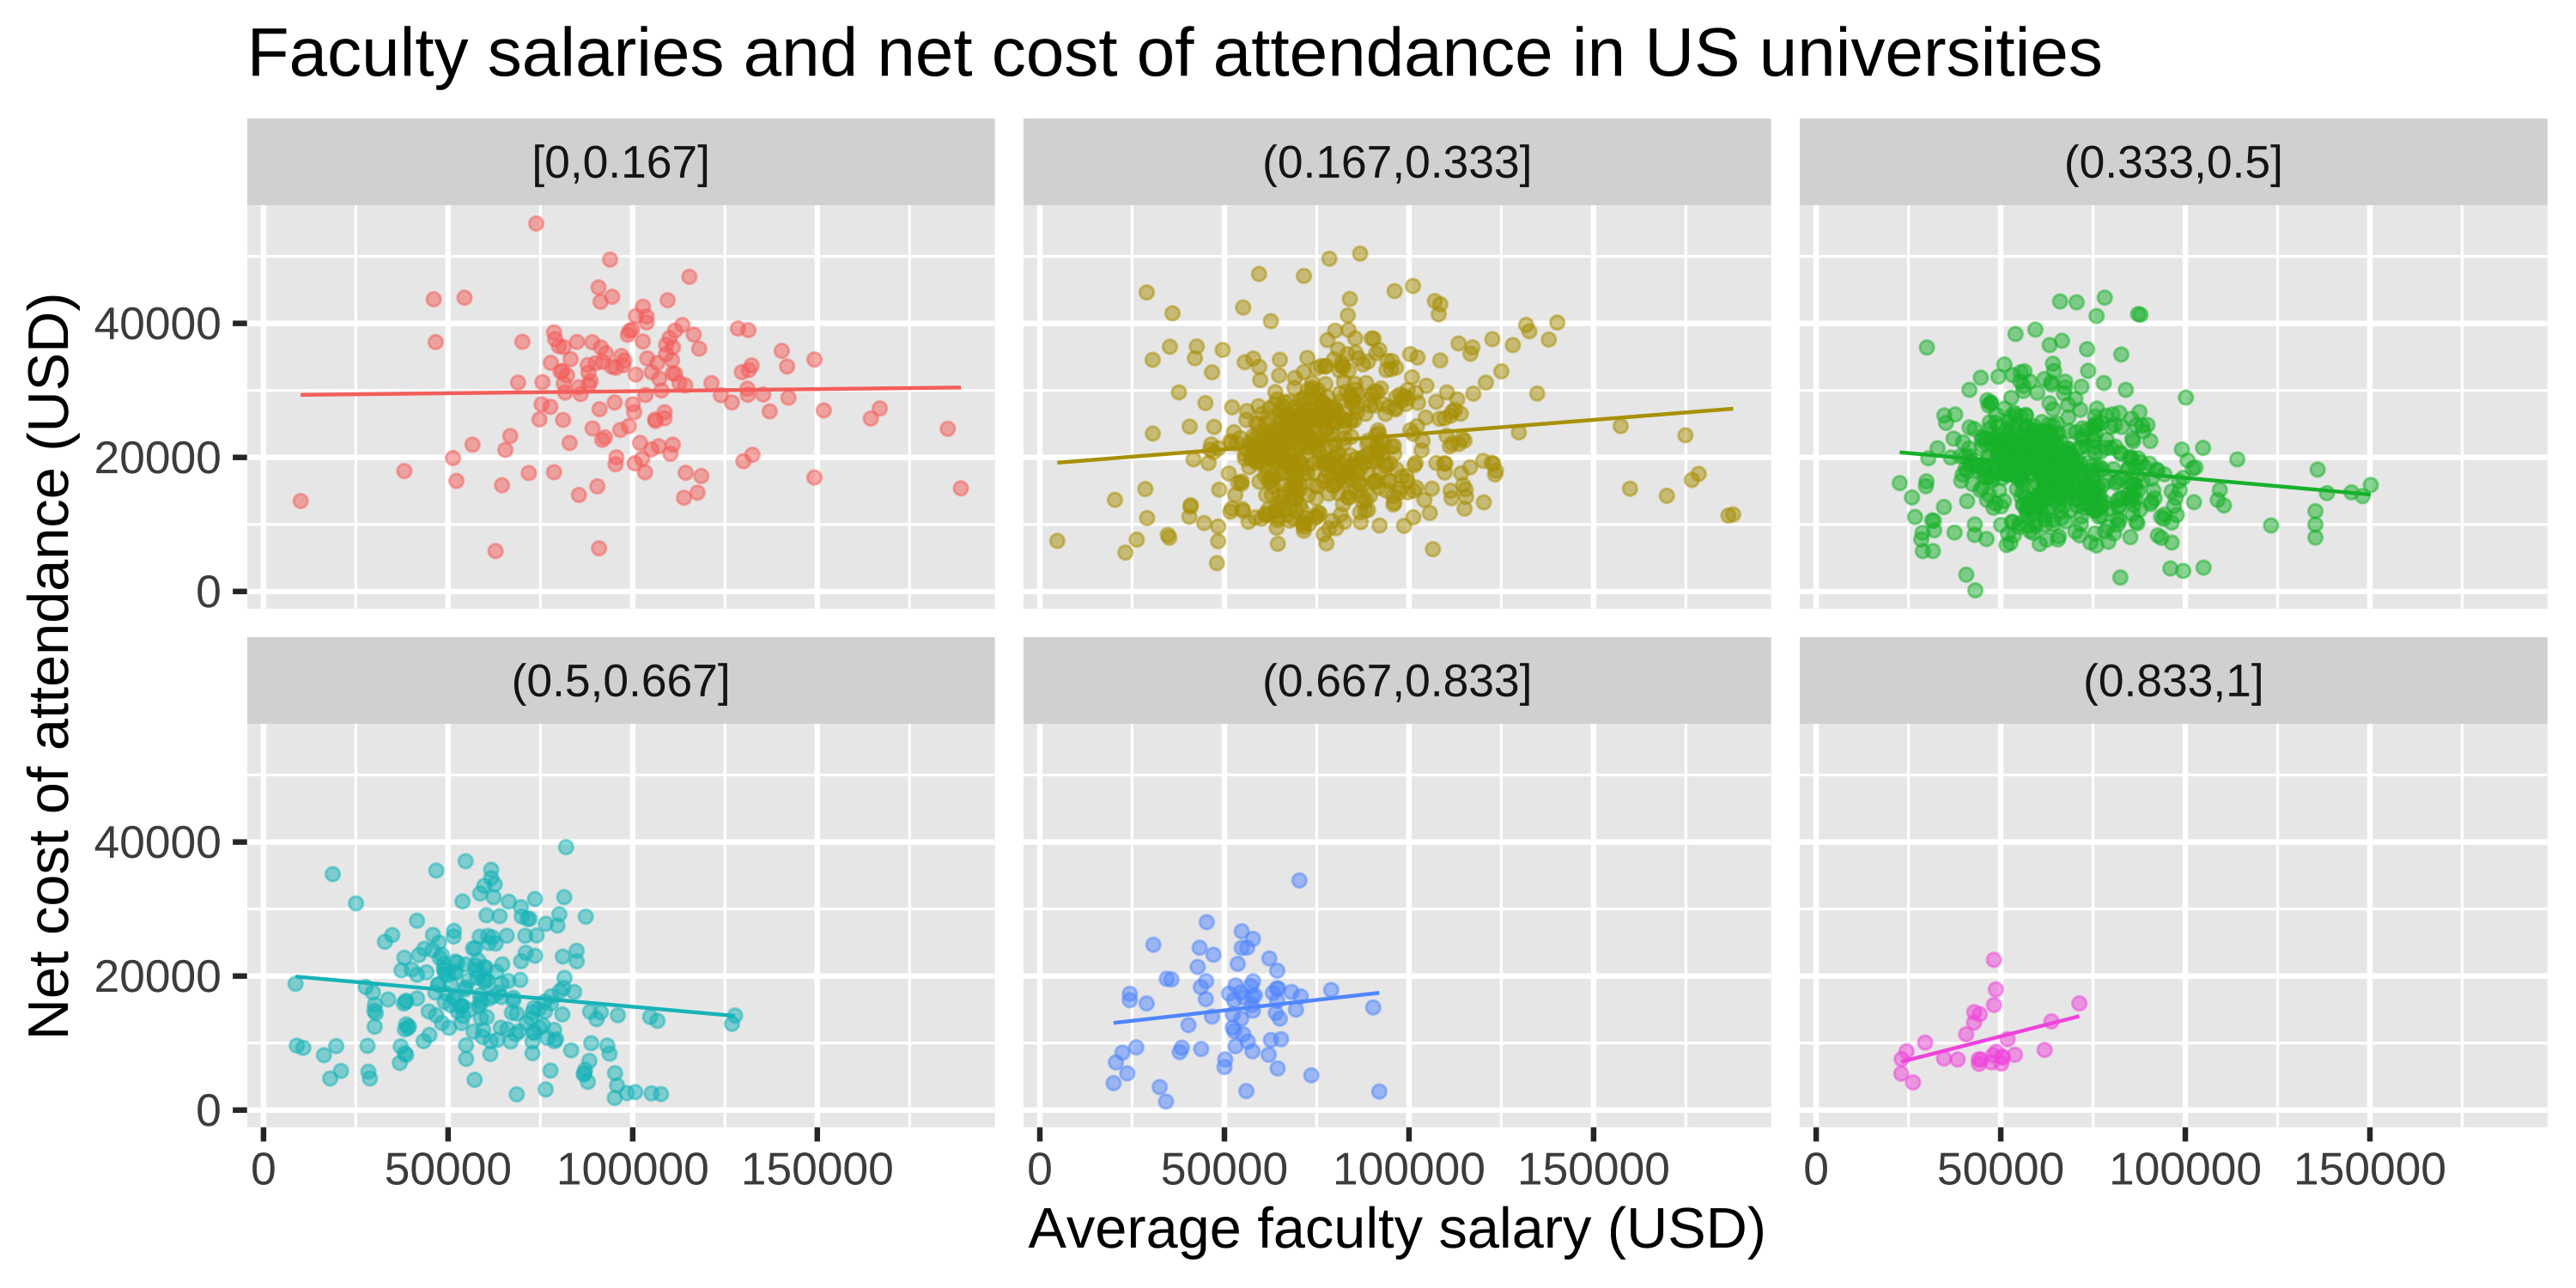 Faculty salaries and net cost of attendance in US universities
[0,0.167]
(0.167,0.333]
(0.333,0.5]
Net cost of attendance (USD)
40000
20000
0
(0.5,0.667]
(0.667,0.833]
(0.833,1]
40000
20000
0
0 50000 100000 150000
0 50000 100000 150000
0 50000 100000 150000
Average faculty salary (USD)